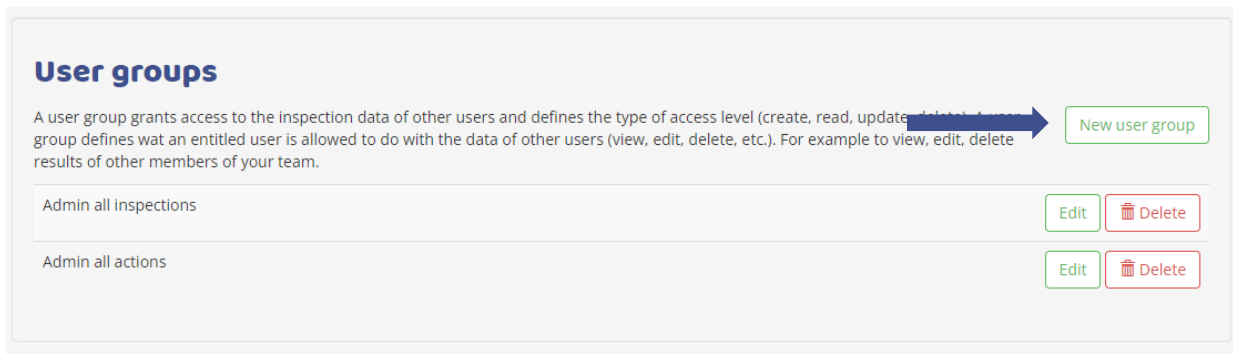 User groups
A user group grants access to the inspection data of other users and defines the type of access level (create, read, update, delete). A user
New user group
group defines wat an entitled user is allowed to do with the data of other users (view, edit, delete, etc.). For example to view, edit, delete
results of other members of your team.
Admin all inspections
Edit
Delete
Admin all actions
Edit
Delete